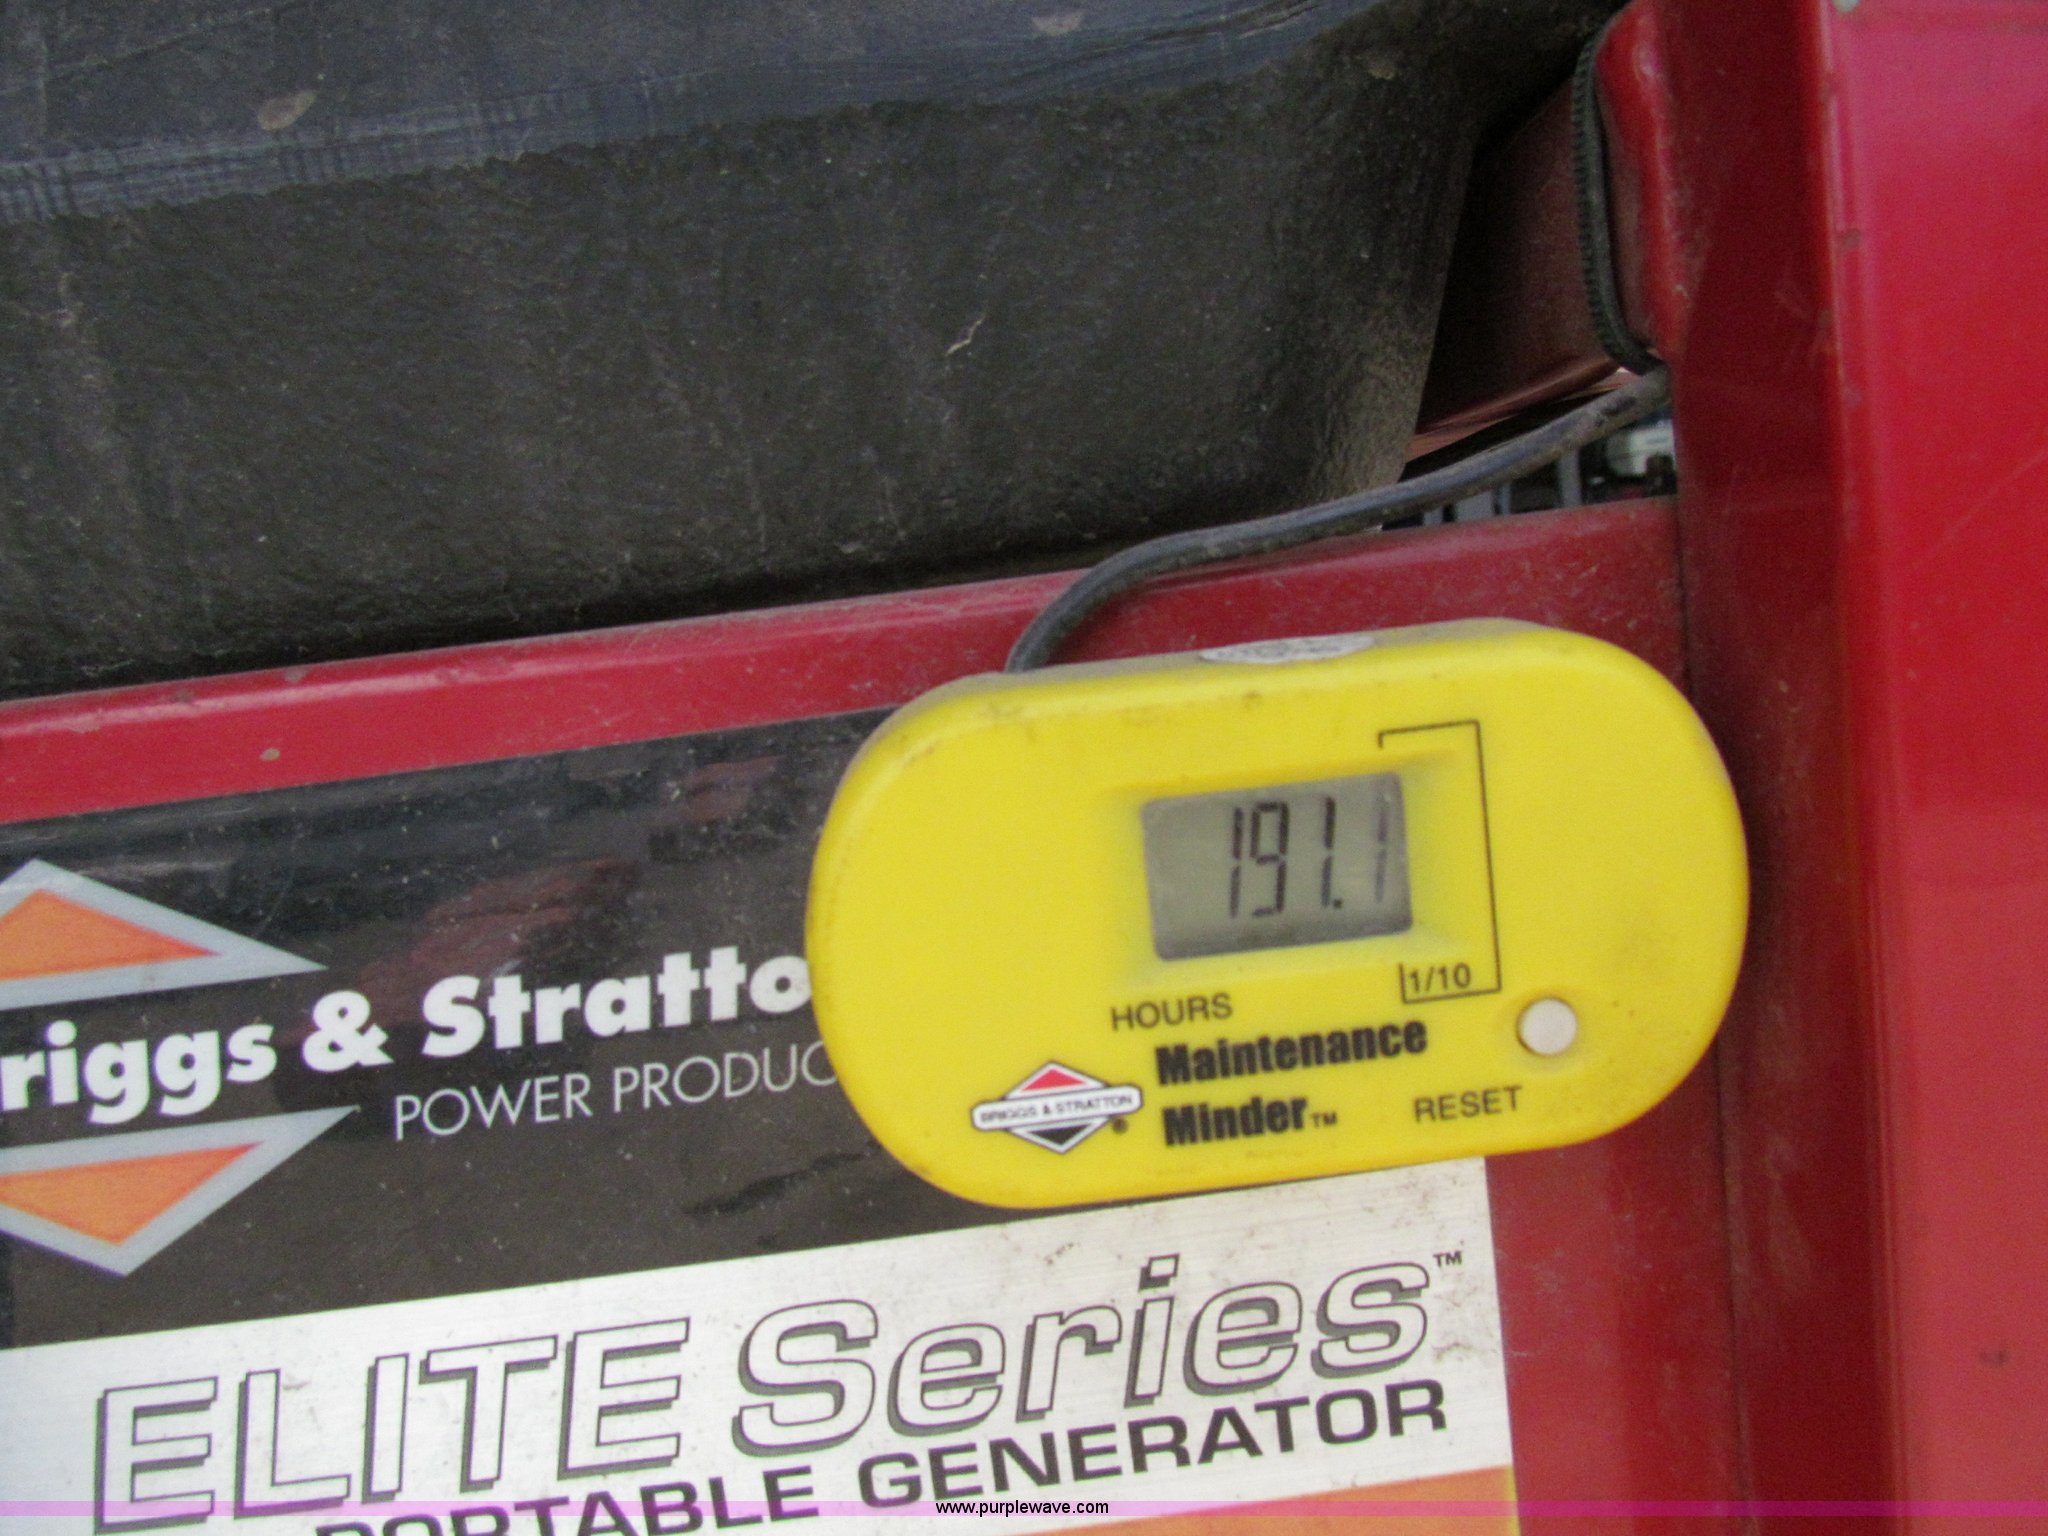 191.1
1/10
HOURS
Maintenance
Minder™
RESET
BRIGGS & STRATTON®
riggs & Stratto
POWER PRODUC
ELITE Series™
PORTABLE GENERATOR
www.purplewave.com